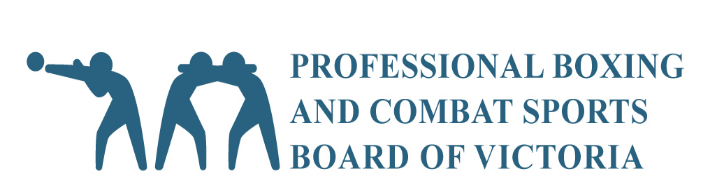 PROFESSIONAL BOXING
AND COMBAT SPORTS
BOARD OF VICTORIA